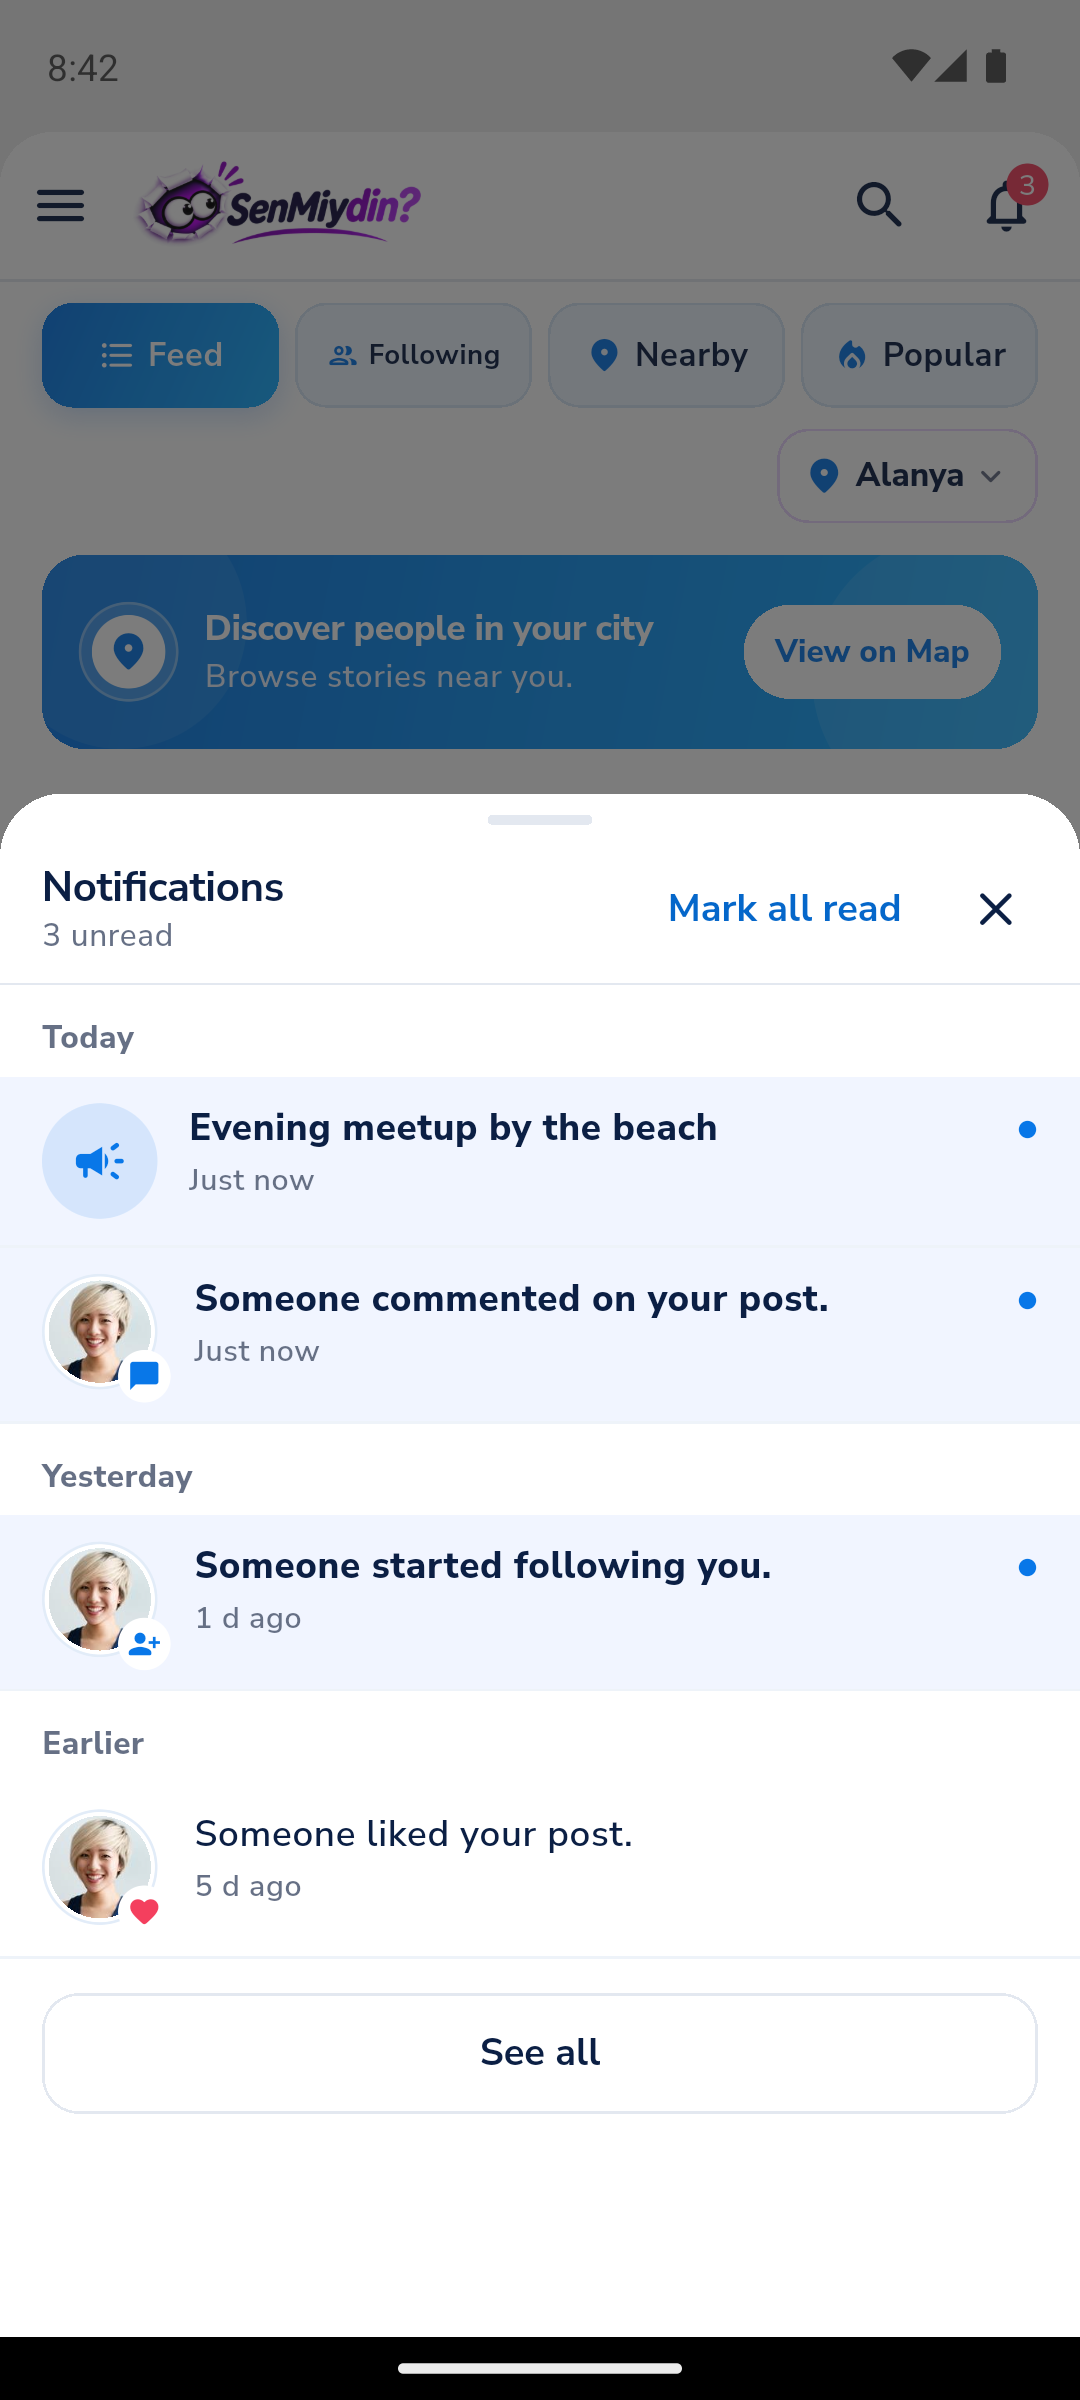 8:42
SenMiydin?
3
Feed
Following
Nearby
Popular
Alanya
Discover people in your city
Browse stories near you.
View on Map
Notifications
3 unread
Mark all read
Today
Evening meetup by the beach
Just now
Someone commented on your post.
Just now
Yesterday
Someone started following you.
1 d ago
Earlier
Someone liked your post.
5 d ago
See all